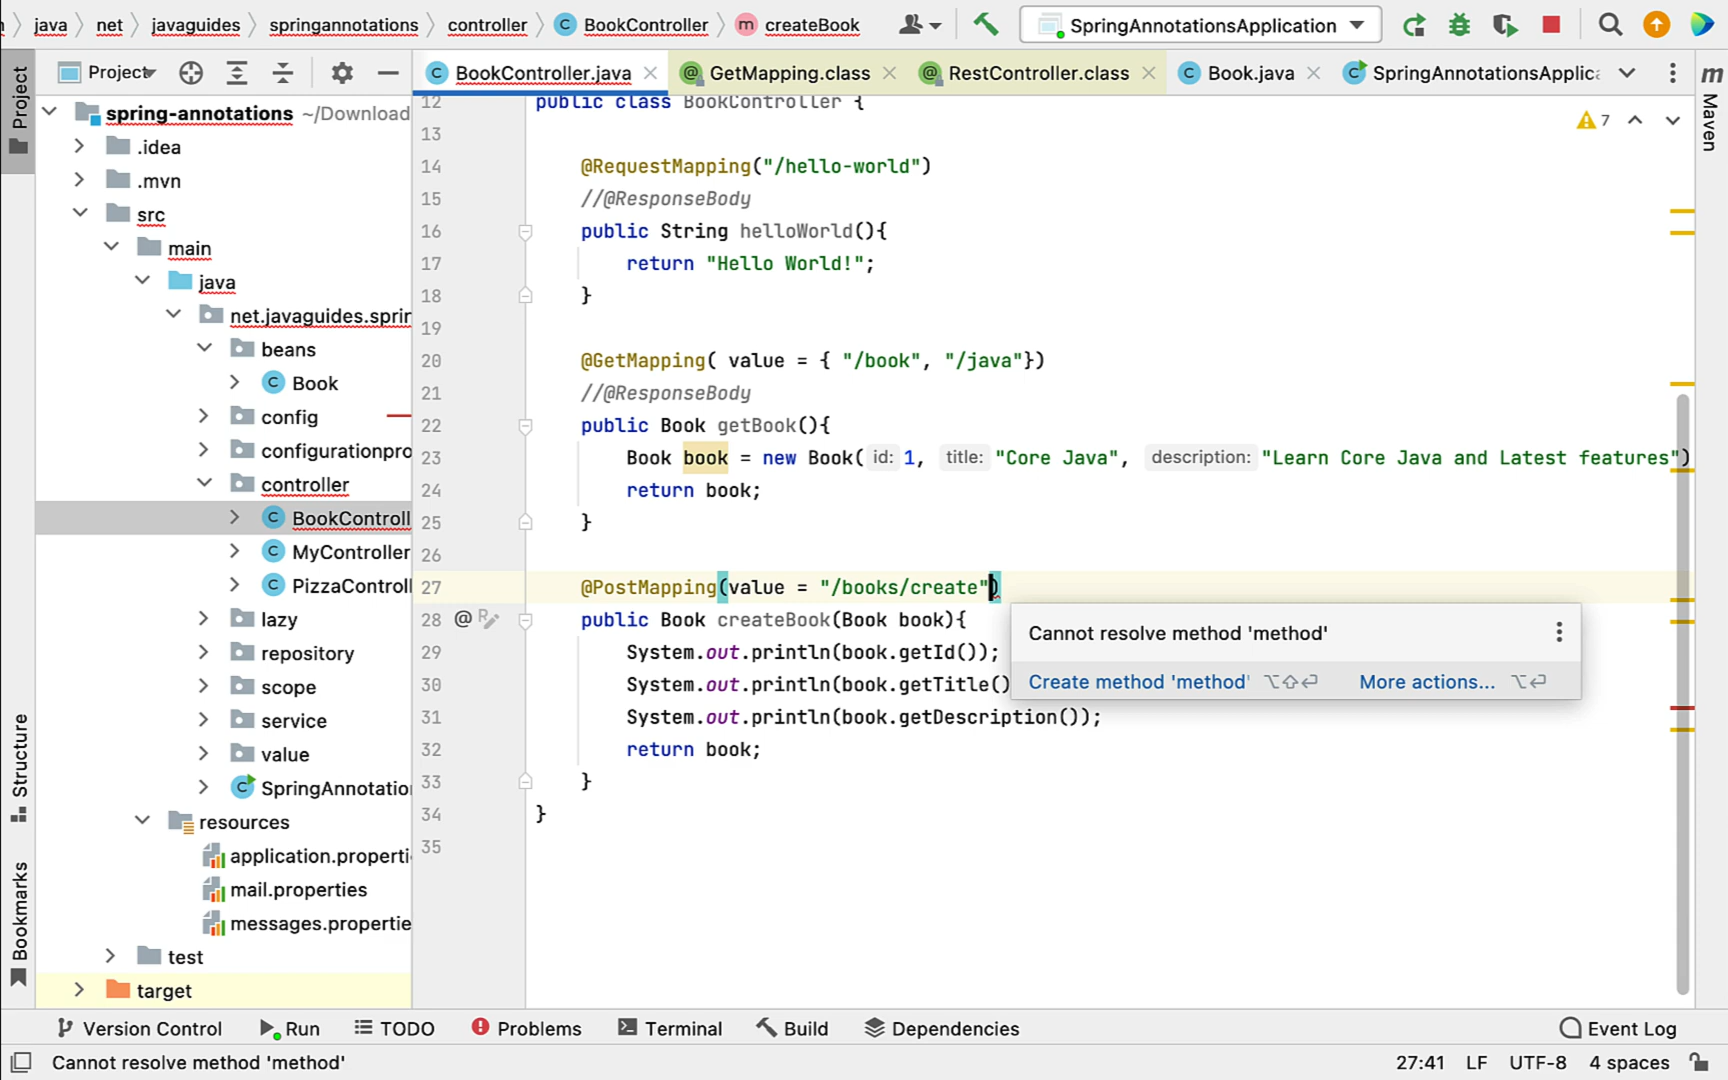 java net javaguides springannotations controller BookController createBook SpringAnnotationsApplication
Project
BookController.java GetMapping.class RestController.class Book.java SpringAnnotationsApplica
Project
Maven
Structure
Bookmarks
spring-annotations ~/Download
.idea
.mvn
src
main
java
net.javaguides.sprin
beans
Book
config
configurationpro
controller
BookControll
MyController
PizzaControll
lazy
repository
scope
service
value
SpringAnnotatio
resources
application.properti
mail.properties
messages.propertie
test
target
7
12 public class BookController {
13
14 @RequestMapping("/hello-world")
15 //@ResponseBody
16 public String helloWorld(){
17 return "Hello World!";
18 }
19
20 @GetMapping( value = { "/book", "/java"})
21 //@ResponseBody
22 public Book getBook(){
23 Book book = new Book( id: 1, title: "Core Java", description: "Learn Core Java and Latest features")
24 return book;
25 }
26
27 @PostMapping(value = "/books/create")
28 public Book createBook(Book book){
29 System.out.println(book.getId());
30 System.out.println(book.getTitle()
31 System.out.println(book.getDescription());
32 return book;
33 }
34 }
35
Cannot resolve method 'method'
Create method 'method' ⌥⇧⏎ More actions... ⌥⏎
Version Control Run TODO Problems Terminal Build Dependencies Event Log
Cannot resolve method 'method' 27:41 LF UTF-8 4 spaces